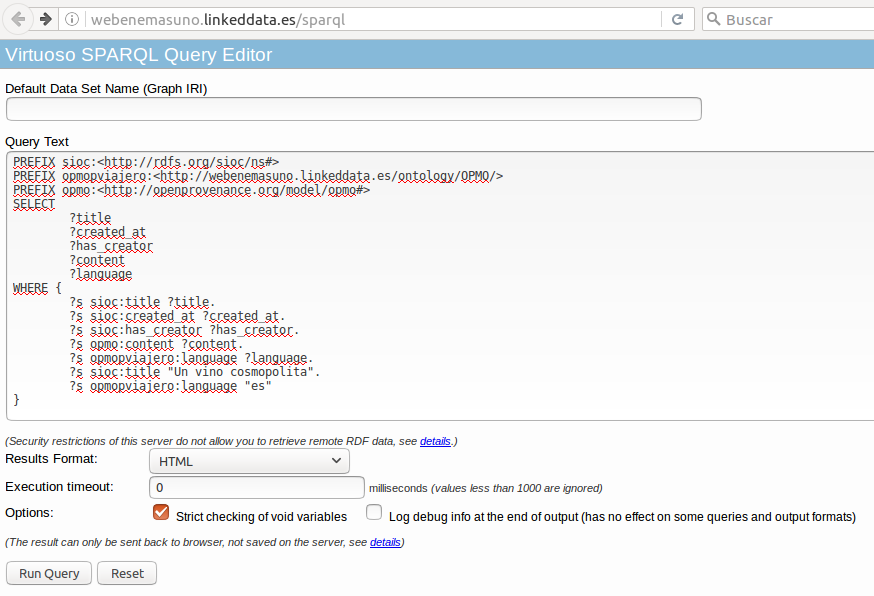 webenemasuno.linkeddata.es/sparql
Buscar
Virtuoso SPARQL Query Editor
Default Data Set Name (Graph IRI)
Query Text
PREFIX sioc:<http://rdfs.org/sioc/ns#>
PREFIX opmopviajero:<http://webenemasuno.linkeddata.es/ontology/OPMO/>
PREFIX opmo:<http://openprovenance.org/model/opmo#>
SELECT
?title
?created_at
?has_creator
?content
?language
WHERE {
?s sioc:title ?title.
?s sioc:created_at ?created_at.
?s sioc:has_creator ?has_creator.
?s opmo:content ?content.
?s opmopviajero:language ?language.
?s sioc:title "Un vino cosmopolita".
?s opmopviajero:language "es"
}
(Security restrictions of this server do not allow you to retrieve remote RDF data, see details.)
Results Format: HTML
Execution timeout: 0 milliseconds (values less than 1000 are ignored)
Options: Strict checking of void variables Log debug info at the end of output (has no effect on some queries and output formats)
(The result can only be sent back to browser, not saved on the server, see details)
Run Query Reset